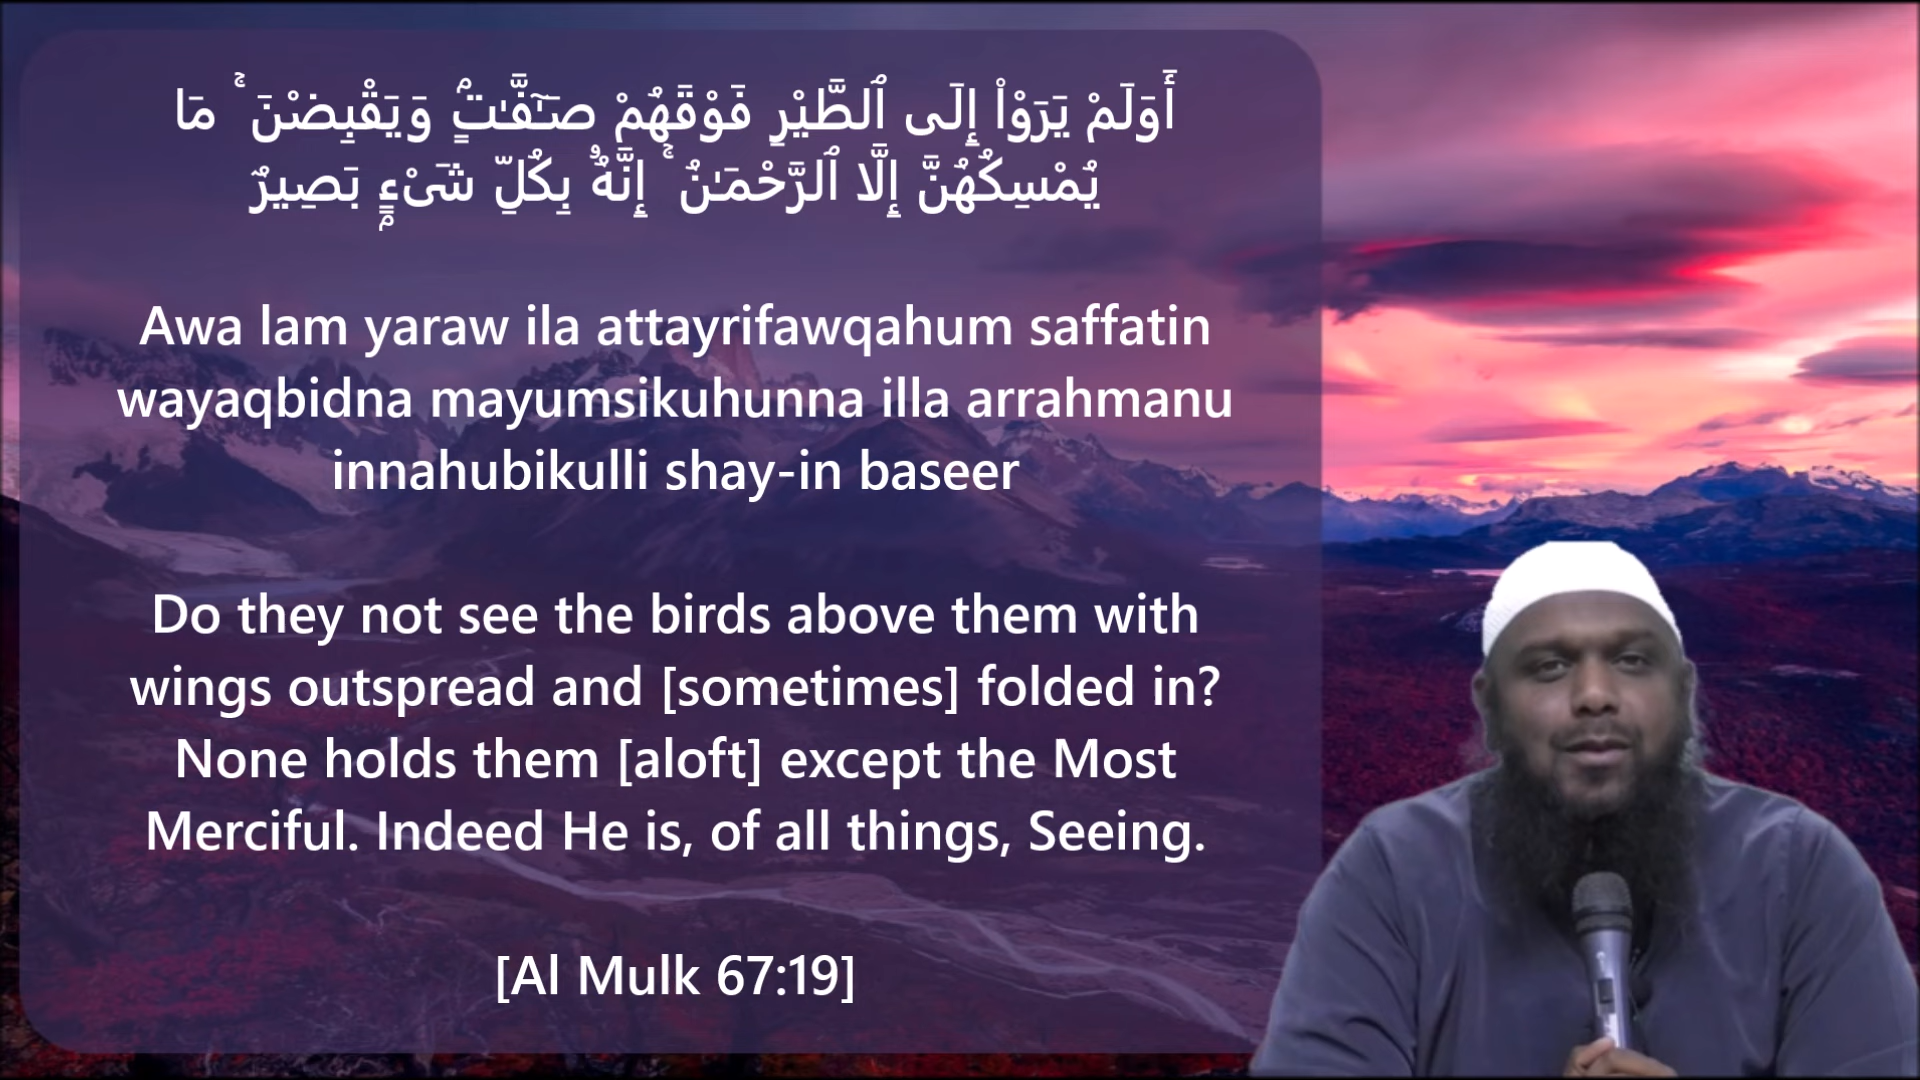 أَوَلَمْ يَرَوْا۟ إِلَى ٱلطَّيْرِ فَوْقَهُمْ صَـٰٓفَّـٰتٍۢ وَيَقْبِضْنَ ۚ مَا
يُمْسِكُهُنَّ إِلَّا ٱلرَّحْمَـٰنُ ۚ إِنَّهُۥ بِكُلِّ شَىْءٍۭ بَصِيرٌ
Awa lam yaraw ila attayrifawqahum saffatin
wayaqbidna mayumsikuhunna illa arrahmanu
innahubikulli shay-in baseer
Do they not see the birds above them with
wings outspread and [sometimes] folded in?
None holds them [aloft] except the Most
Merciful. Indeed He is, of all things, Seeing.
[Al Mulk 67:19]